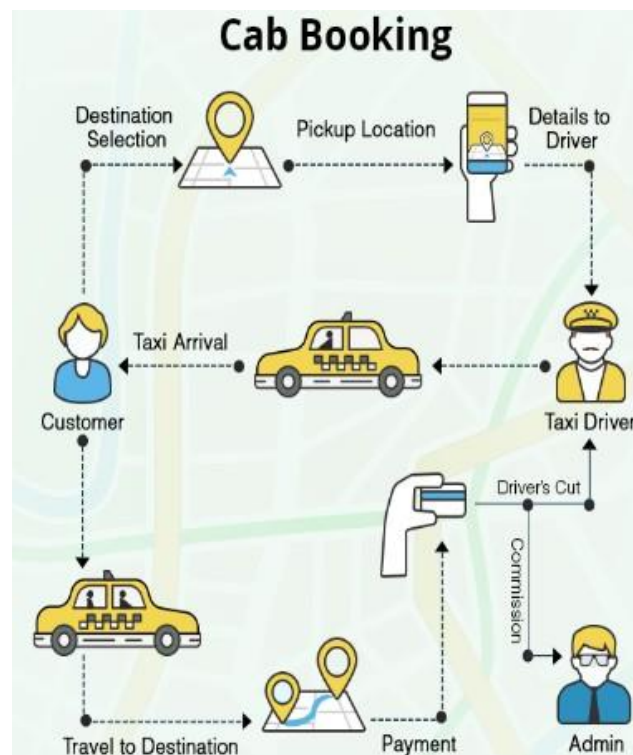 Cab Booking
Destination
Selection
Pickup Location
Details to
Driver
Taxi Arrival
Customer
Taxi Driver
Driver's Cut
Commission
Travel to Destination
Payment
Admin